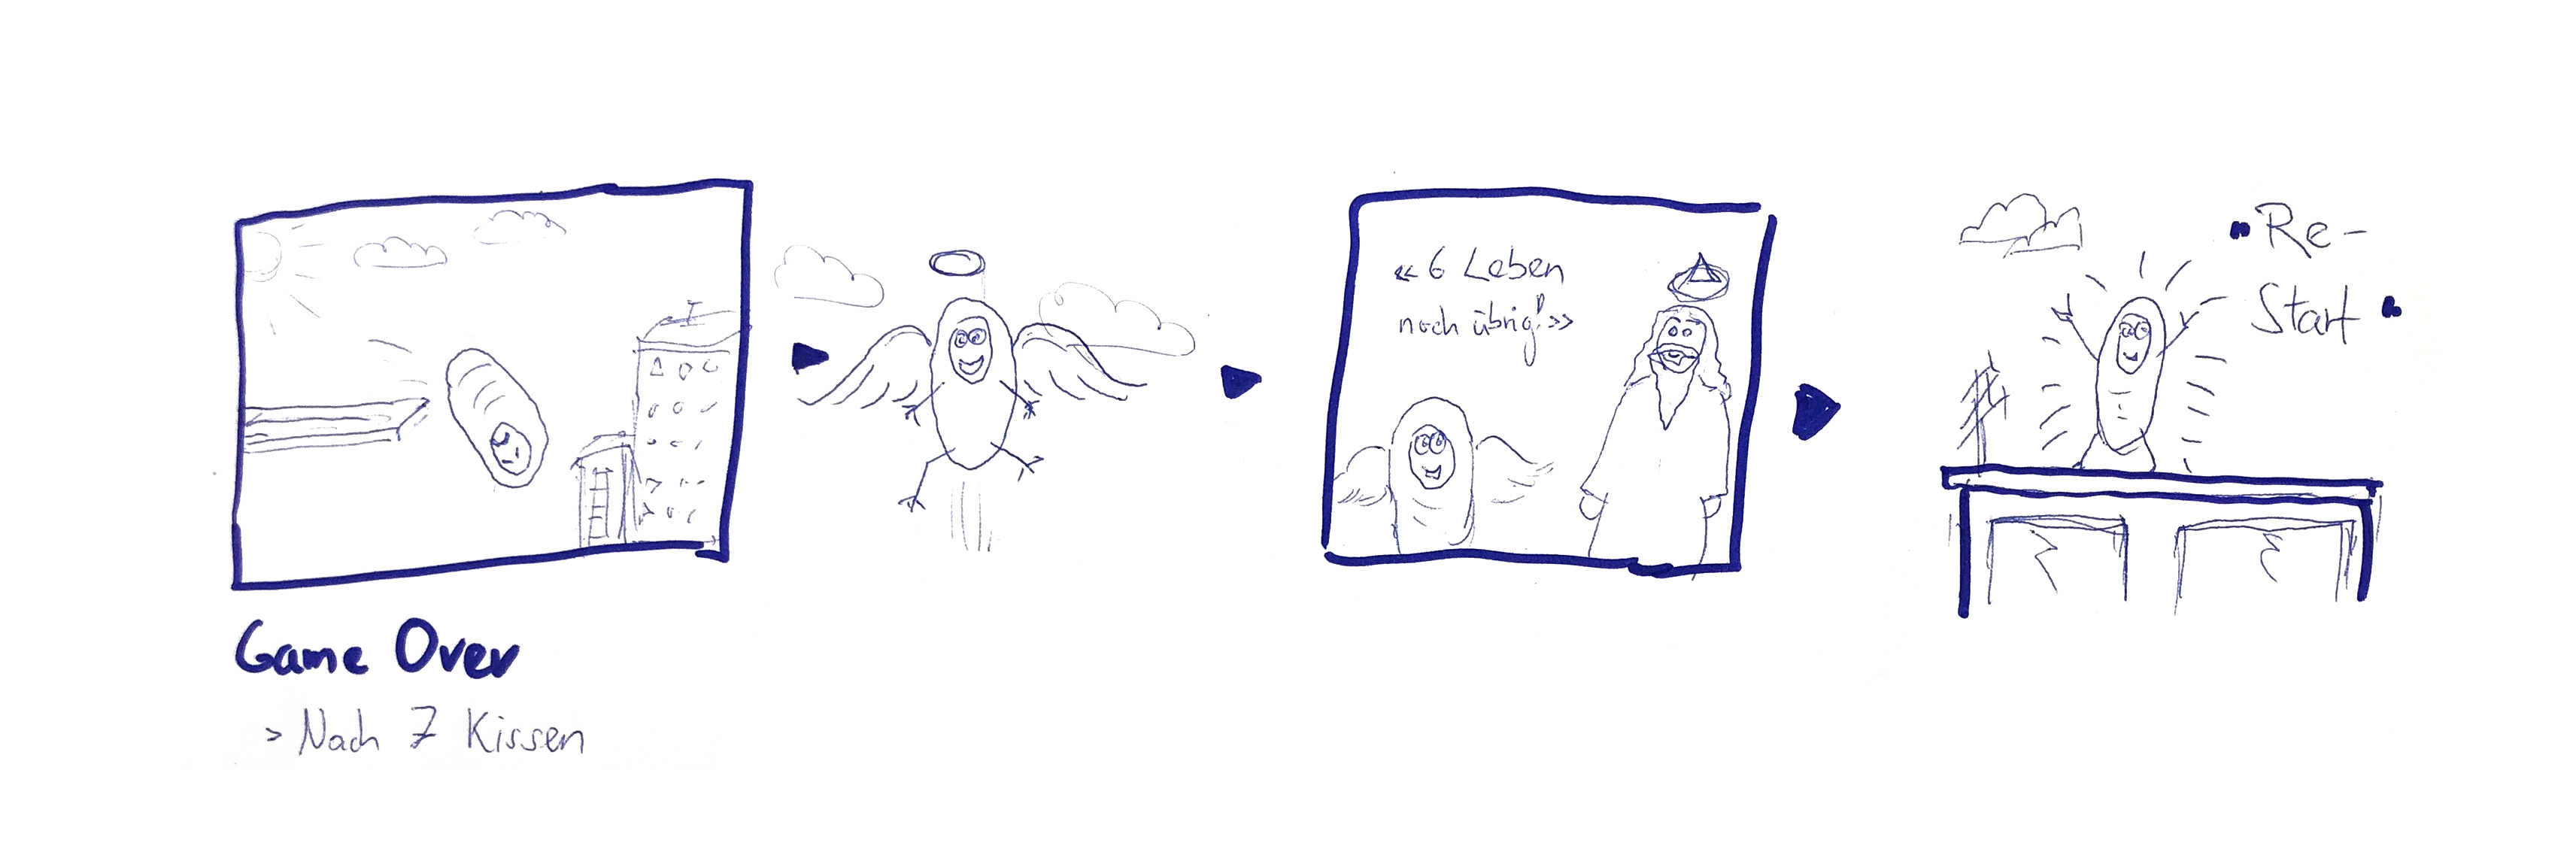 «6 Leben
noch übrig!»
"Re-
Start"
Game Over
> Nach 7 Kissen